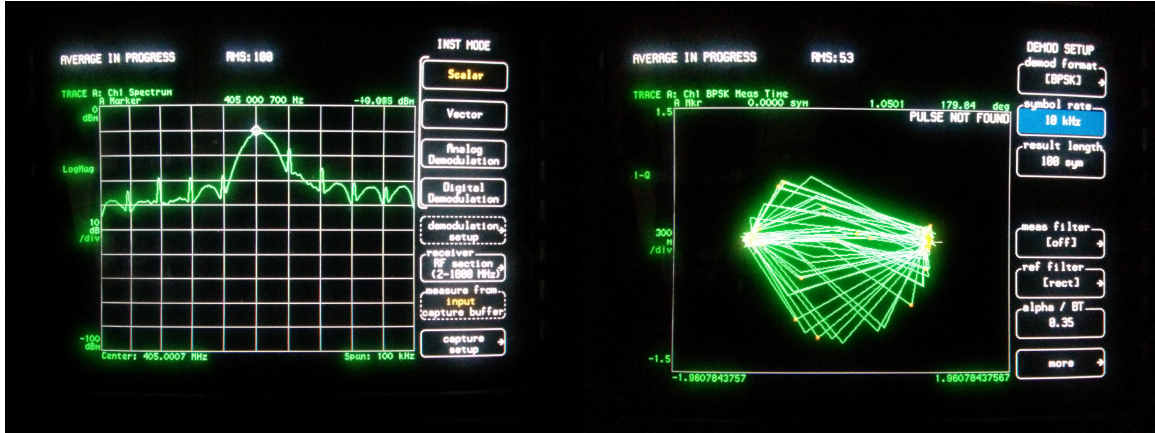 INST MODE
AVERAGE IN PROGRESS RMS:100
Scalar
TRACE A: Ch1 Spectrum
A Marker 405 000 700 Hz
0
dBm
Vector
Analog
Demodulation
LogMag
Digital
Demodulation
10
dB
/div
demodulation
setup
receiver
RF section
(2-1800 MHz)
measure from
input
capture buffer
-100
dBm
capture
setup
Center: 405.0007 MHz Span: 100 kHz
DEMOD SETUP
AVERAGE IN PROGRESS RMS:53
demod format
[BPSK]
TRACE A: Ch1 BPSK Meas Time
A Mkr 0.0000 sym 1.0501 179.84 deg
1.5
PULSE NOT FOUND
symbol rate
10 kHz
result length
100 sym
I-Q
300
M
/div
meas filter
[off]
ref filter
[rect]
alpha / BT
0.35
-1.5
more
-1.9607843757 1.96078437567